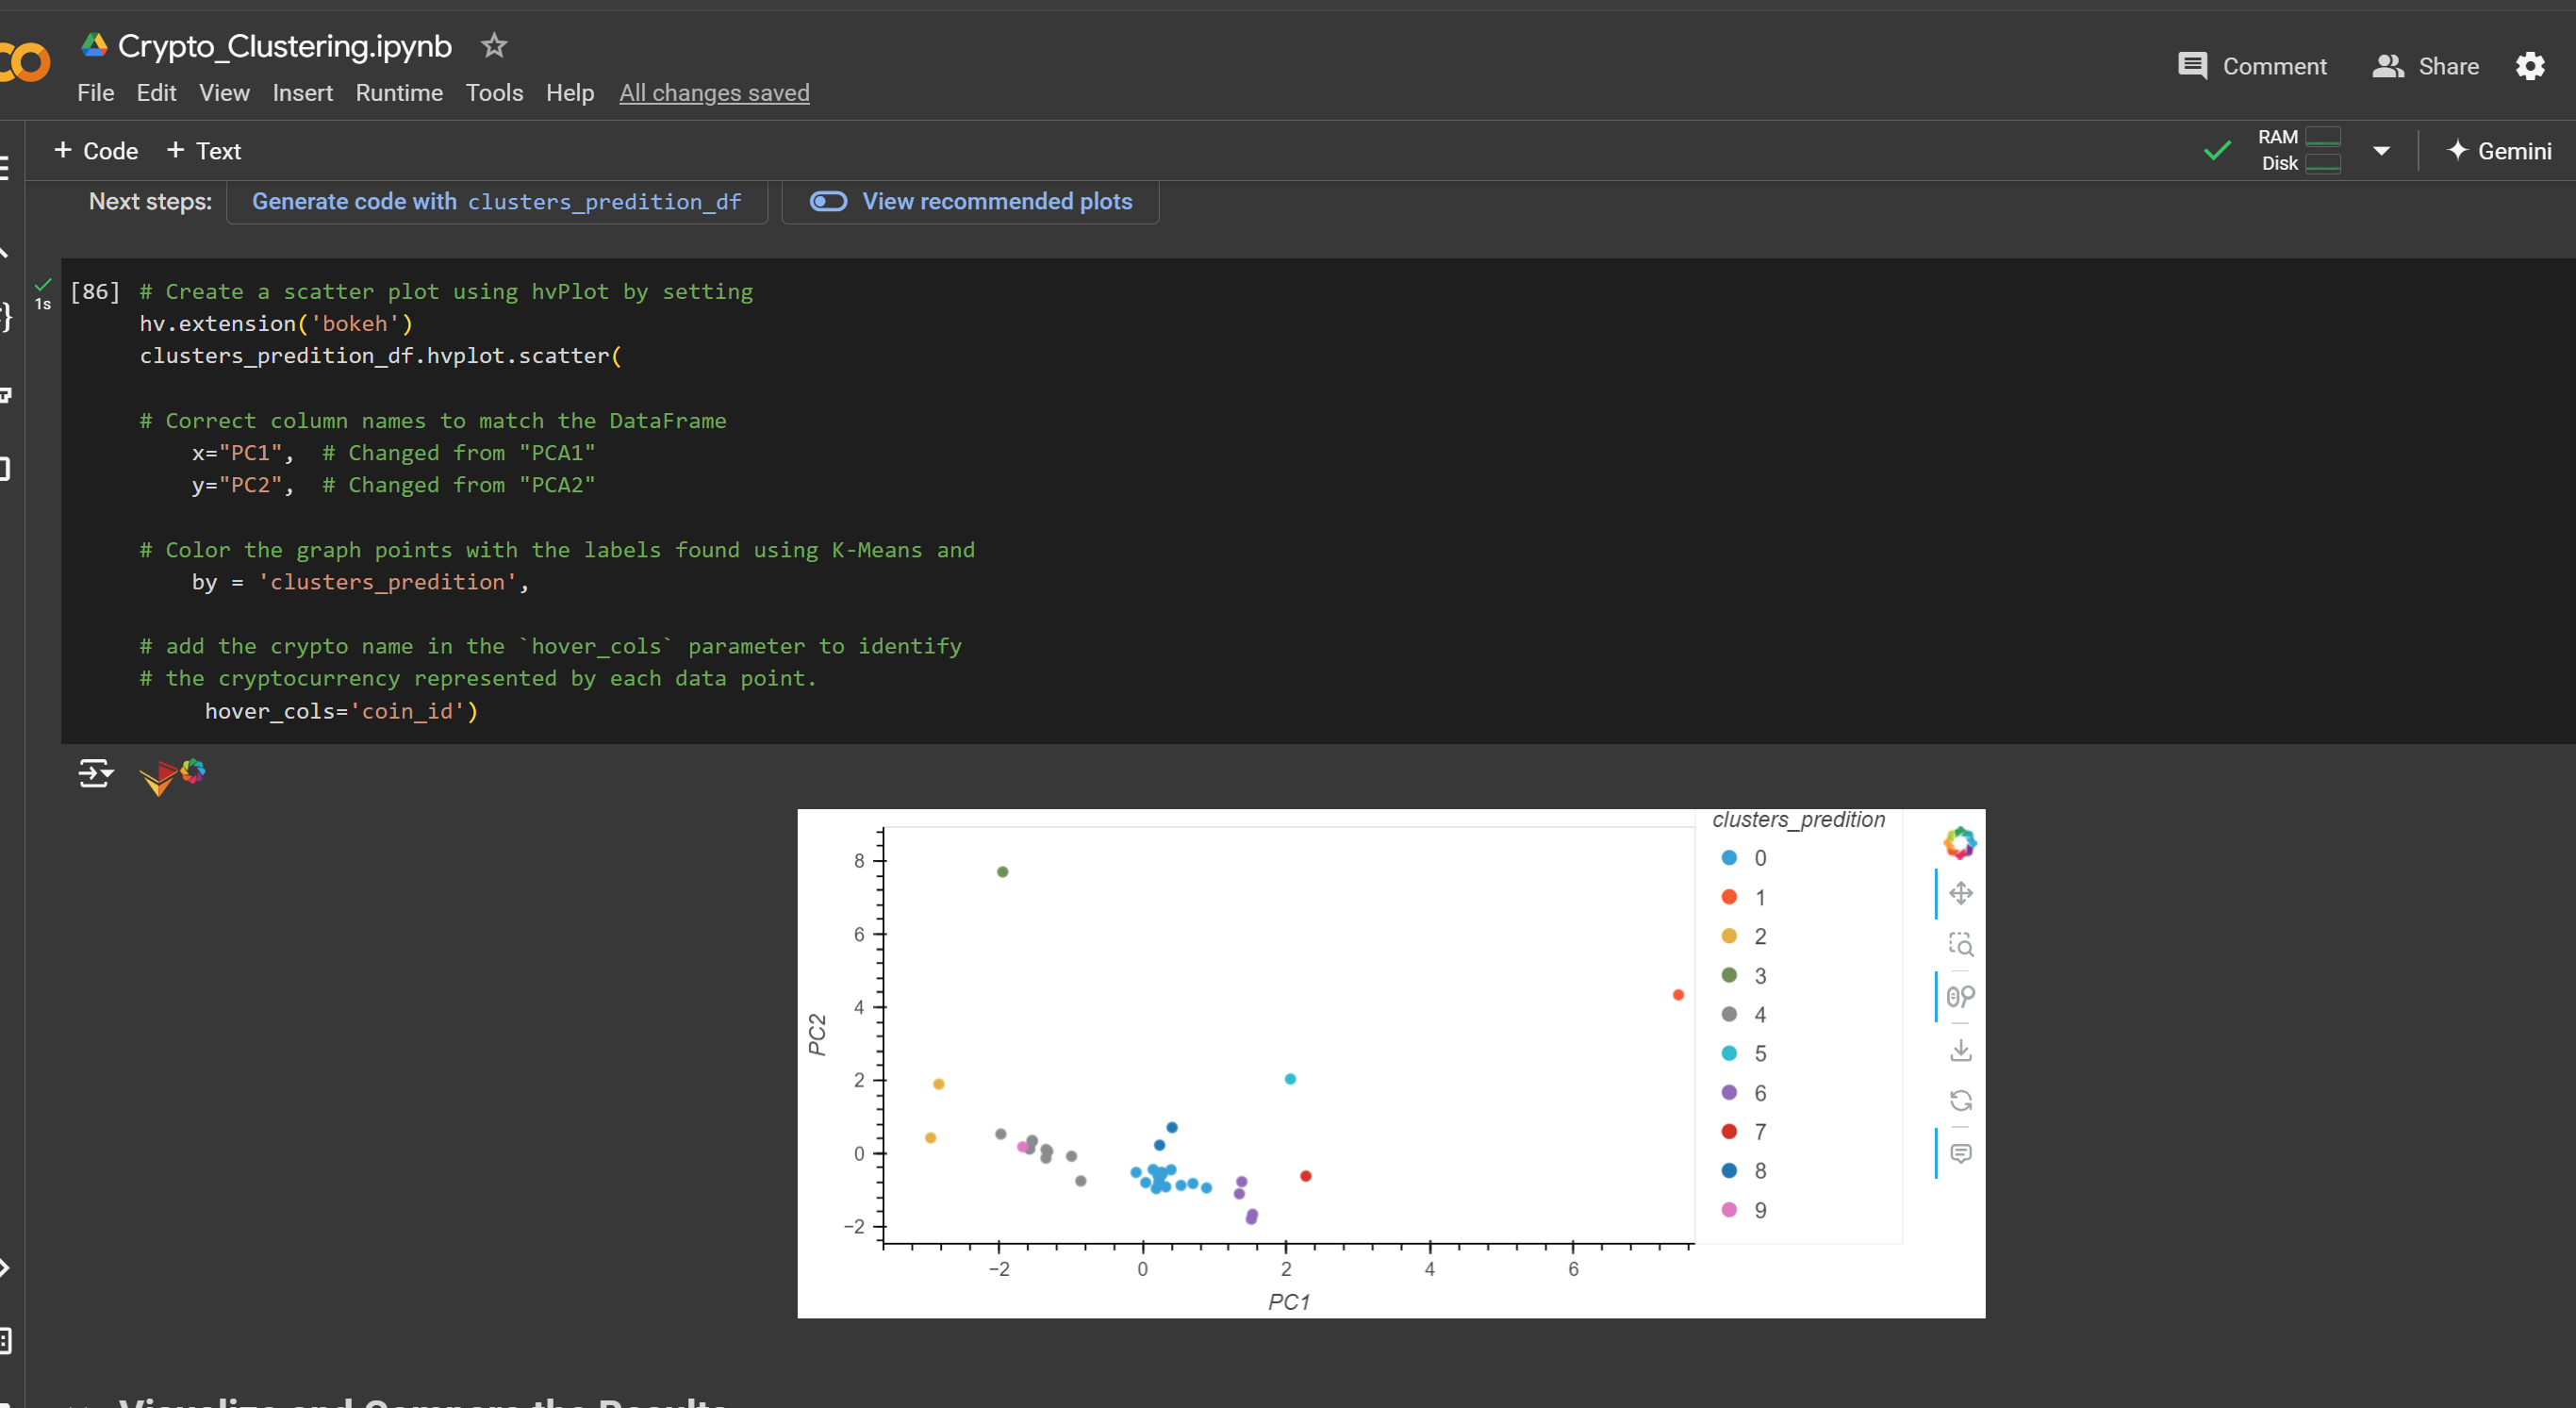 Crypto_Clustering.ipynb
Comment
Share
File Edit View Insert Runtime Tools Help All changes saved
+ Code + Text
RAM
Disk
Gemini
Next steps: Generate code with clusters_predition_df View recommended plots
1s
[86] # Create a scatter plot using hvPlot by setting
hv.extension('bokeh')
clusters_predition_df.hvplot.scatter(
# Correct column names to match the DataFrame
x="PC1", # Changed from "PCA1"
y="PC2", # Changed from "PCA2"
# Color the graph points with the labels found using K-Means and
by = 'clusters_predition',
# add the crypto name in the `hover_cols` parameter to identify
# the cryptocurrency represented by each data point.
hover_cols='coin_id')
clusters_predition
0
1
2
3
4
5
6
7
8
9
8
6
4
2
0
−2
PC2
−2 0 2 4 6
PC1
Visualize and Compare the Results